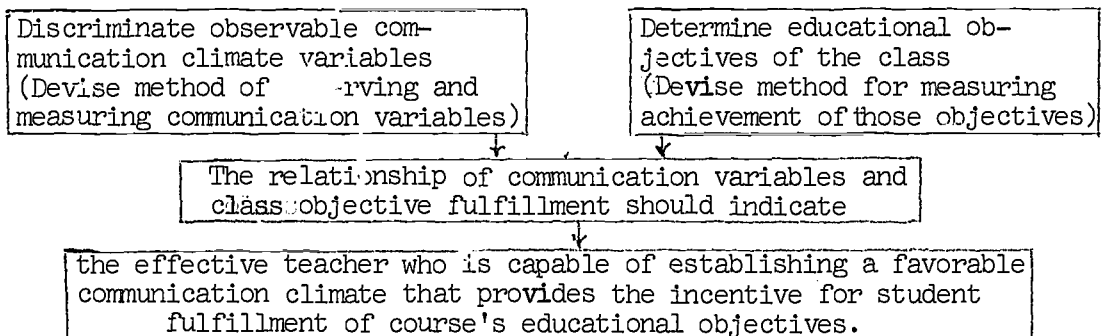 Discriminate observable com-
munication climate variables
(Devise method of -rving and
measuring communication variables)
Determine educational ob-
jectives of the class
(Devise method for measuring
achievement of those objectives)
The relationship of communication variables and
class objective fulfillment should indicate
the effective teacher who is capable of establishing a favorable
communication climate that provides the incentive for student
fulfillment of course's educational objectives.